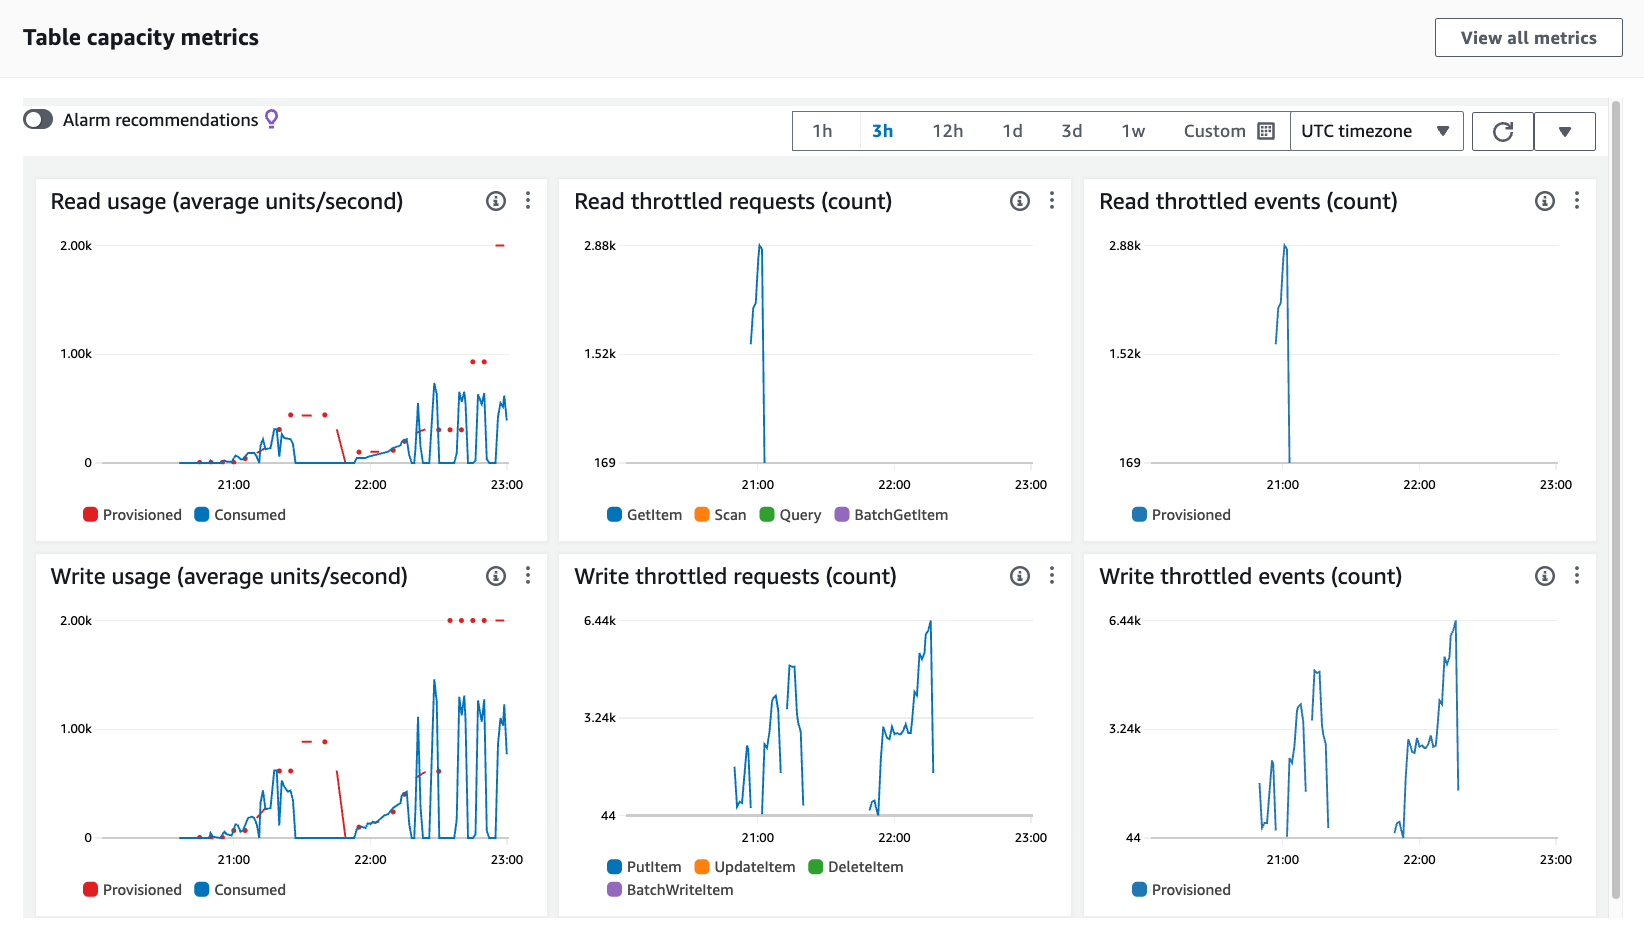 Table capacity metrics
View all metrics
Alarm recommendations
1h 3h 12h 1d 3d 1w Custom UTC timezone
Read usage (average units/second)
2.00k
1.00k
0
21:00 22:00 23:00
Provisioned Consumed
Read throttled requests (count)
2.88k
1.52k
169
21:00 22:00 23:00
GetItem Scan Query BatchGetItem
Read throttled events (count)
2.88k
1.52k
169
21:00 22:00 23:00
Provisioned
Write usage (average units/second)
2.00k
1.00k
0
21:00 22:00 23:00
Provisioned Consumed
Write throttled requests (count)
6.44k
3.24k
44
21:00 22:00 23:00
PutItem UpdateItem DeleteItem
BatchWriteItem
Write throttled events (count)
6.44k
3.24k
44
21:00 22:00 23:00
Provisioned